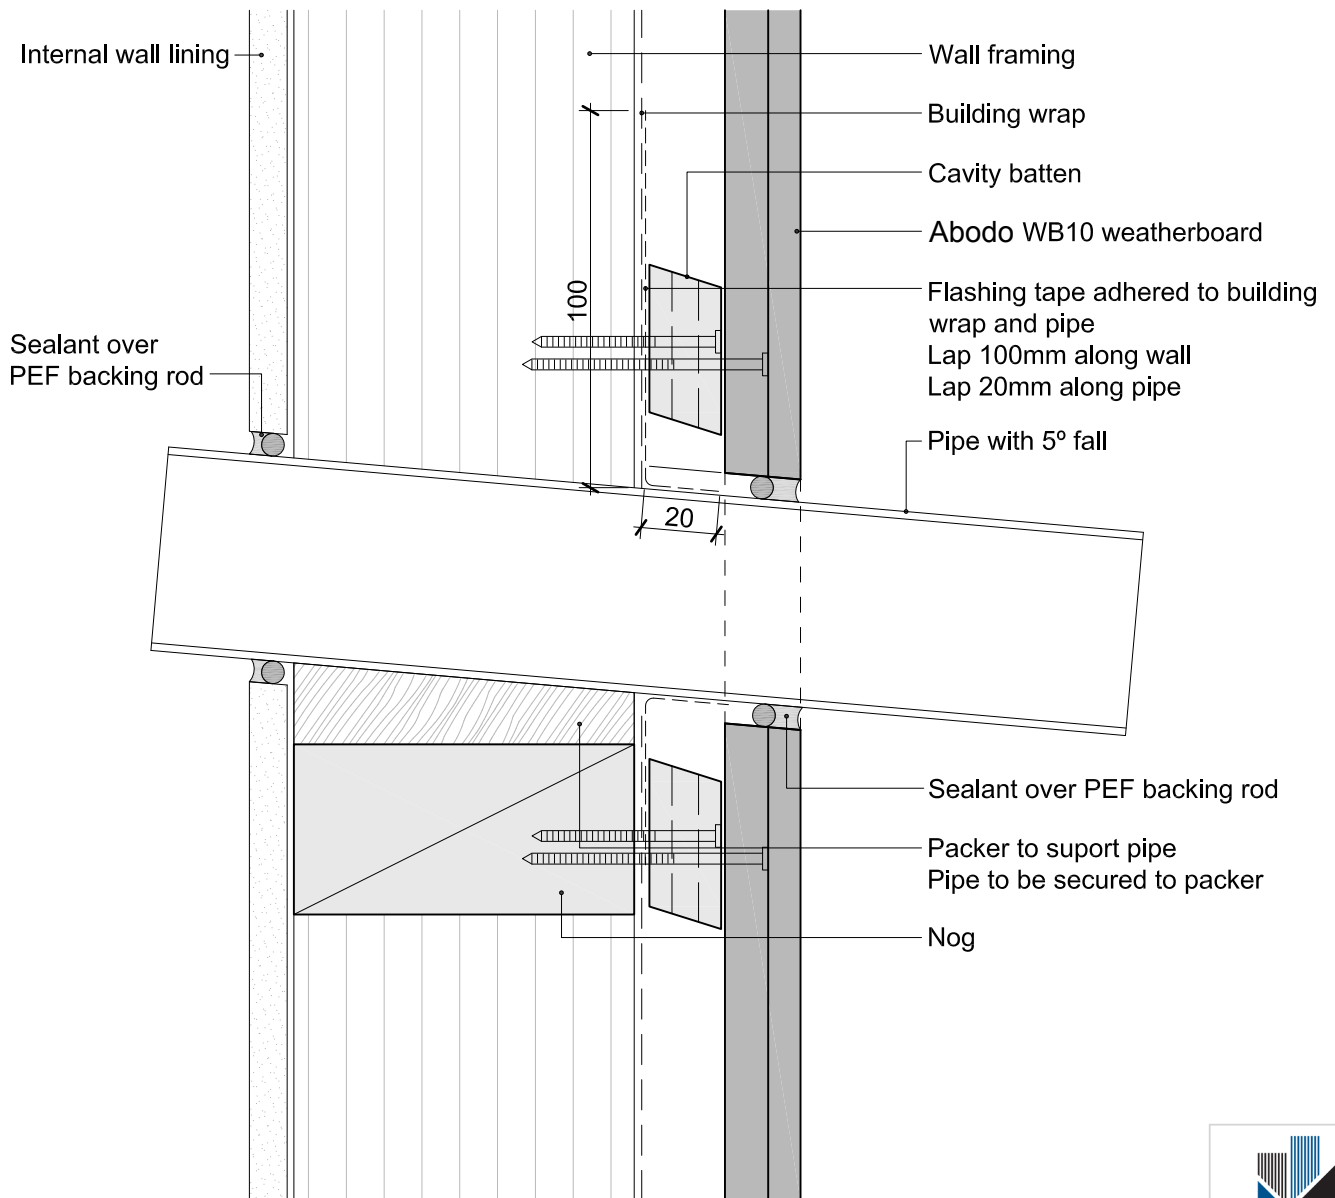 Internal wall lining
Wall framing
Building wrap
Cavity batten
Abodo WB10 weatherboard
Flashing tape adhered to building
wrap and pipe
Lap 100mm along wall
Lap 20mm along pipe
100
Sealant over
PEF backing rod
Pipe with 5º fall
20
Sealant over PEF backing rod
Packer to suport pipe
Pipe to be secured to packer
Nog